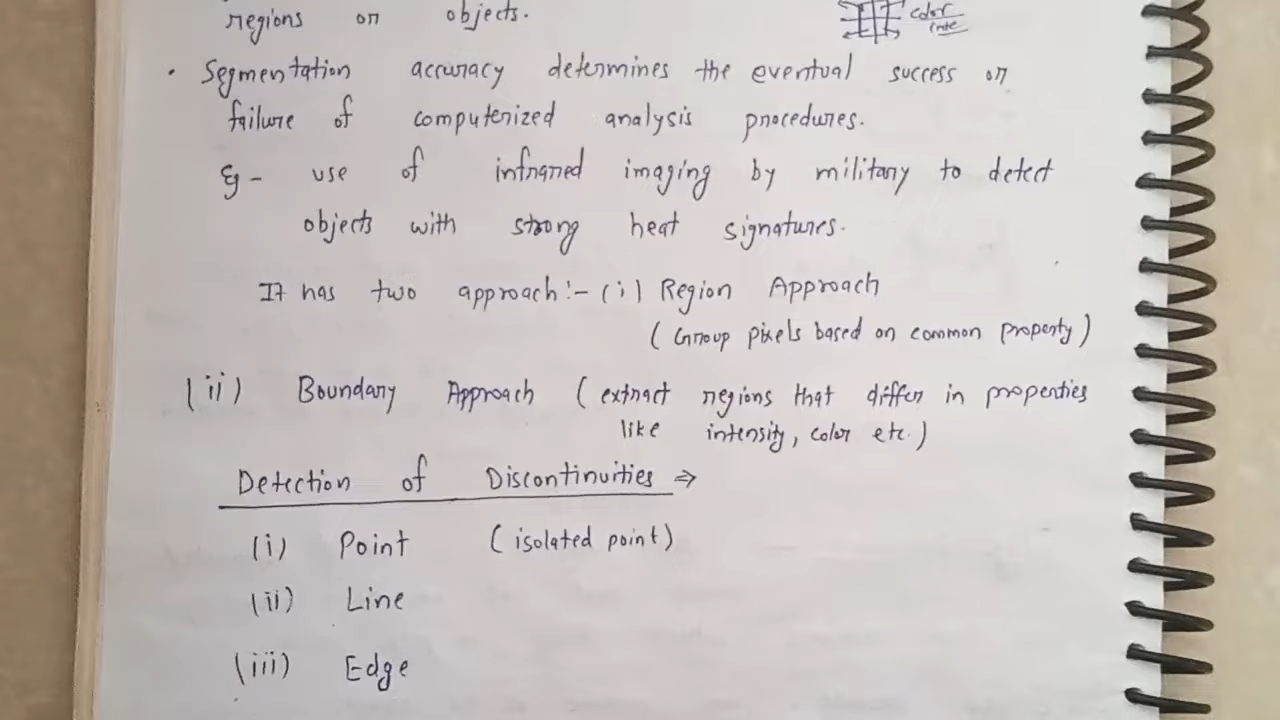 regions or objects.
color
inte
• Segmentation accuracy determines the eventual success or
failure of computerized analysis procedures.
Eg - use of infrared imaging by military to detect
objects with strong heat signatures.
It has two approach :- (i) Region Approach
(Group pixels based on common property)
(ii) Boundary Approach (extract regions that differ in properties
like intensity, color etc.)
Detection of Discontinuities ⇒
(i) Point (isolated point)
(ii) Line
(iii) Edge